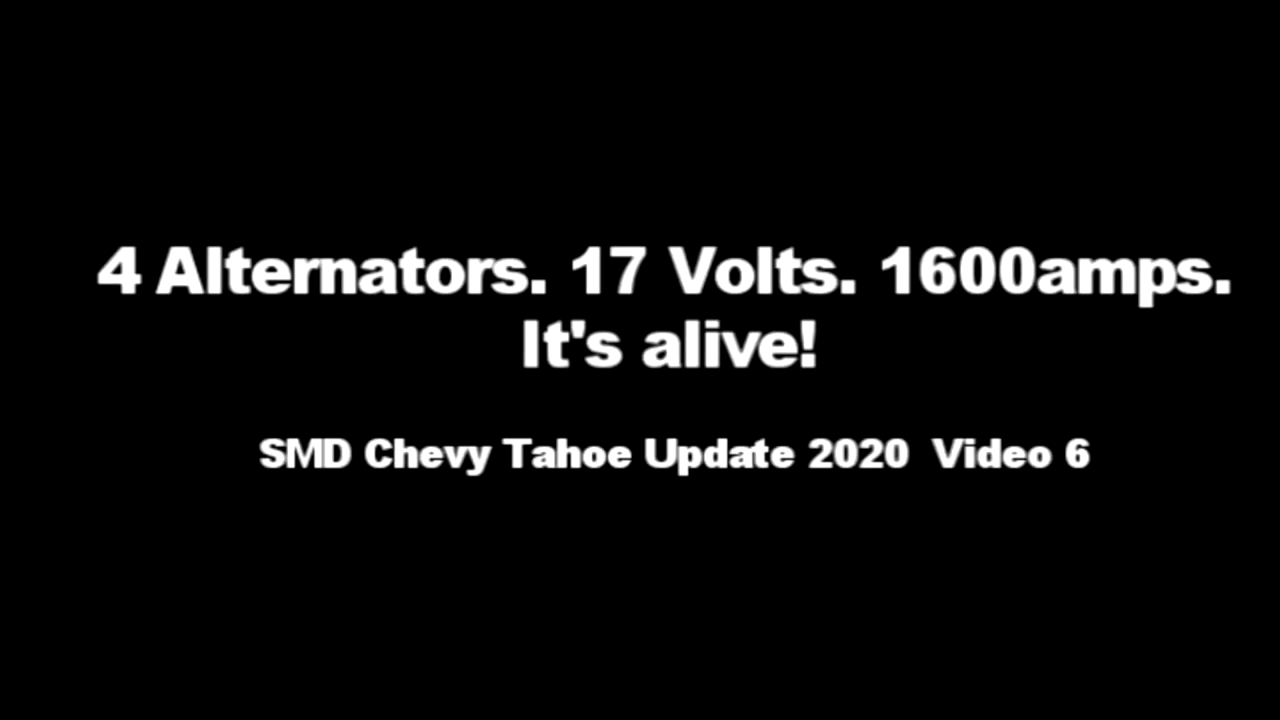 4 Alternators. 17 Volts. 1600amps.
It's alive!
SMD Chevy Tahoe Update 2020  Video 6